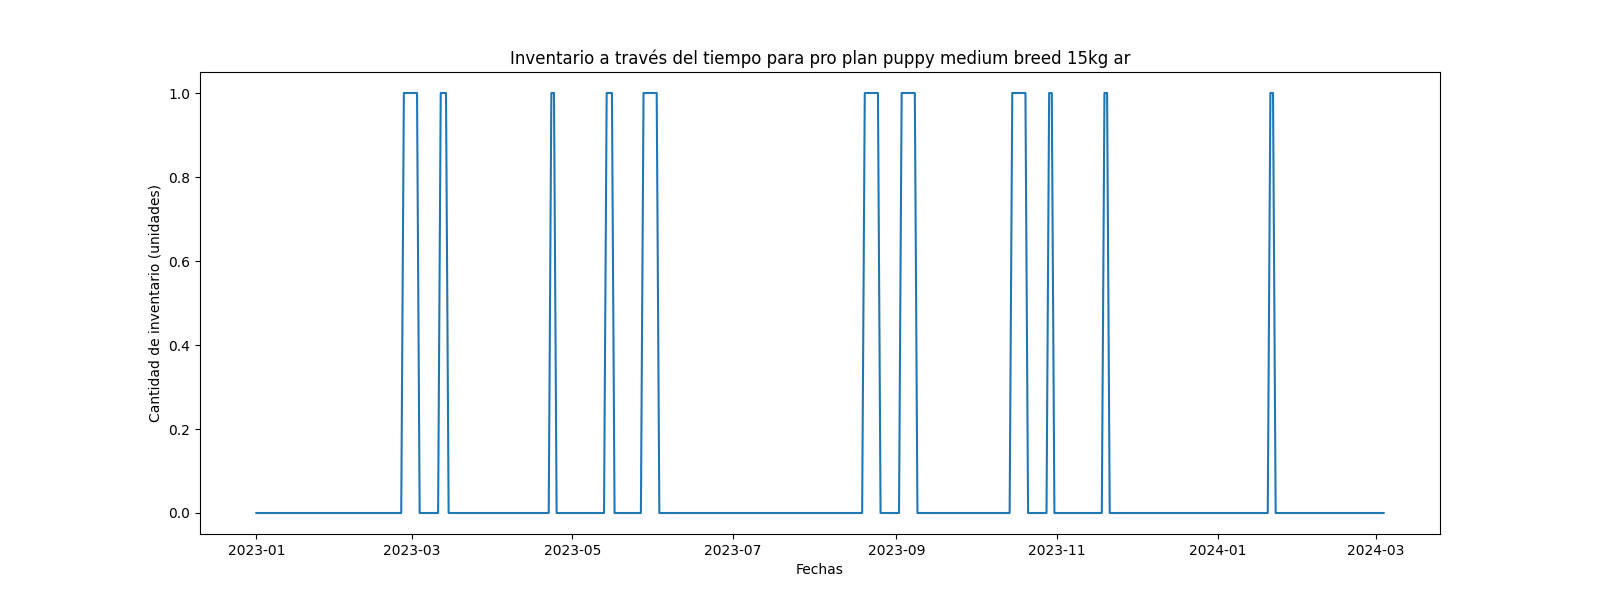 Inventario a través del tiempo para pro plan puppy medium breed 15kg ar
Cantidad de inventario (unidades)
1.0
0.8
0.6
0.4
0.2
0.0
2023-01 2023-03 2023-05 2023-07 2023-09 2023-11 2024-01 2024-03
Fechas